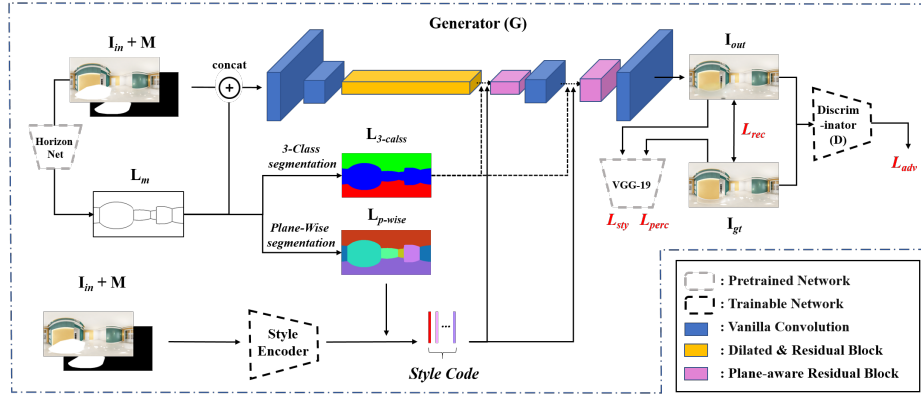 Generator (G)
I_in + M
concat
+
I_out
Horizon
Net
L_m
3-Class
segmentation
L_3-calss
Plane-Wise
segmentation
L_p-wise
L_rec
Discrim
-inator
(D)
L_adv
VGG-19
L_sty
L_perc
I_gt
I_in + M
Style
Encoder
...
Style Code
: Pretrained Network
: Trainable Network
: Vanilla Convolution
: Dilated & Residual Block
: Plane-aware Residual Block